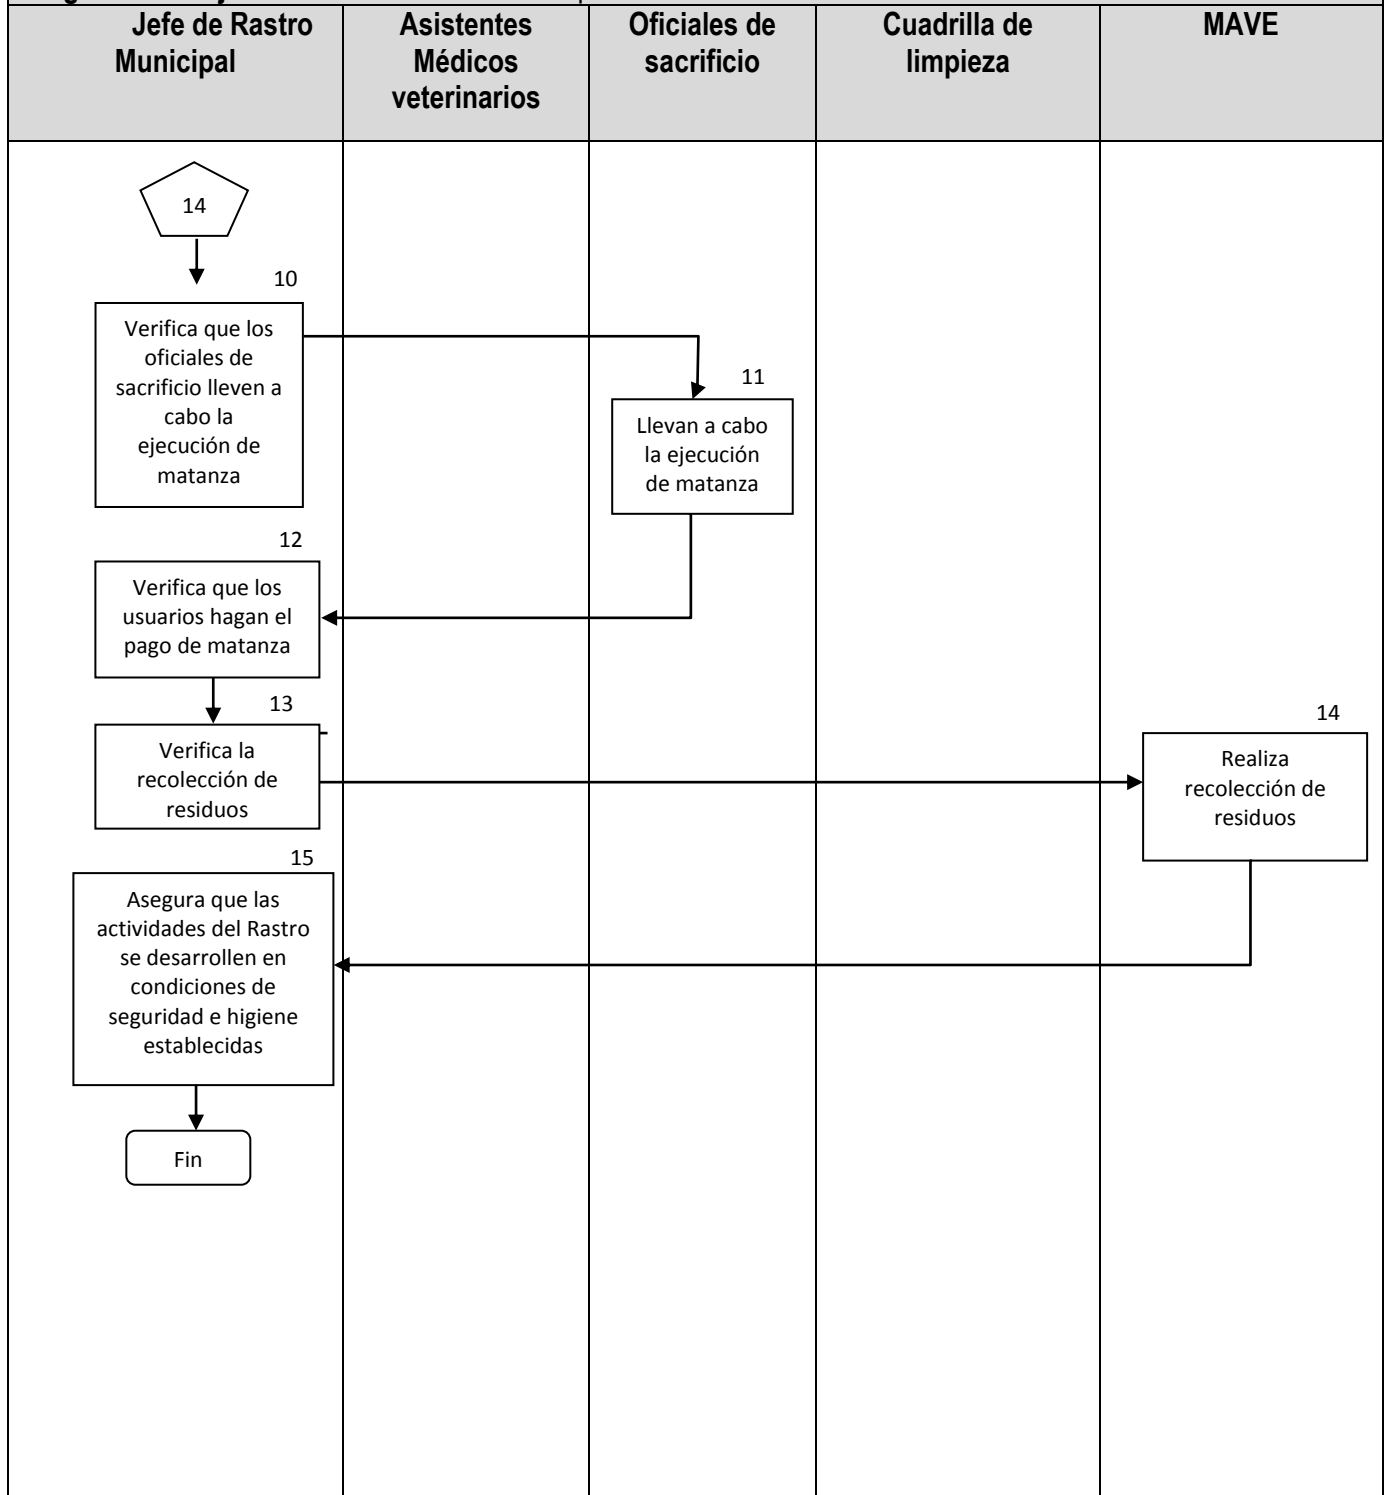 Jefe de Rastro
Municipal
Asistentes
Médicos
veterinarios
Oficiales de
sacrificio
Cuadrilla de
limpieza
MAVE
14
10
Verifica que los
oficiales de
sacrificio lleven a
cabo la
ejecución de
matanza
11
Llevan a cabo
la ejecución
de matanza
12
Verifica que los
usuarios hagan el
pago de matanza
13
Verifica la
recolección de
residuos
14
Realiza
recolección de
residuos
15
Asegura que las
actividades del Rastro
se desarrollen en
condiciones de
seguridad e higiene
establecidas
Fin